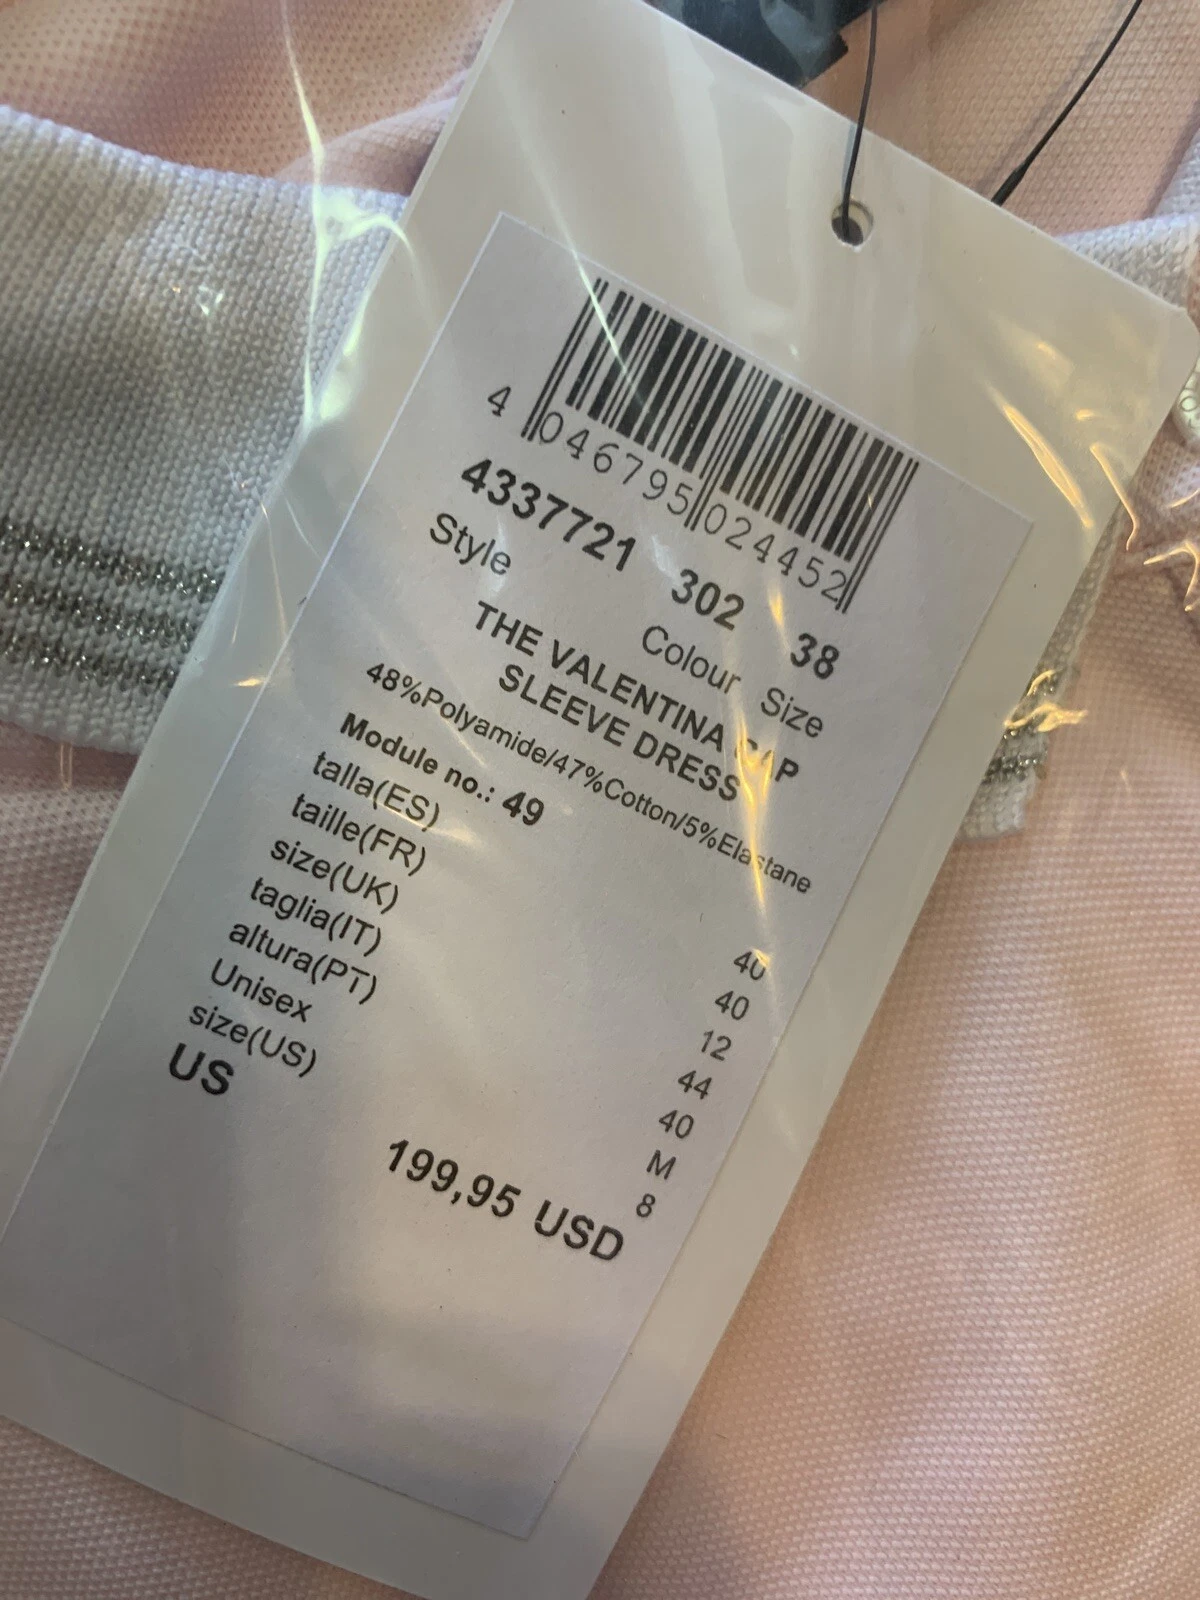 4 046795 024452
4337721 302 38
Style Colour Size
THE VALENTINA CAP
SLEEVE DRESS
48%Polyamide/47%Cotton/5%Elastane
Module no.: 49
talla(ES) 40
taille(FR) 40
size(UK) 12
taglia(IT) 44
altura(PT) 40
Unisex M
size(US) 8
US
199,95 USD